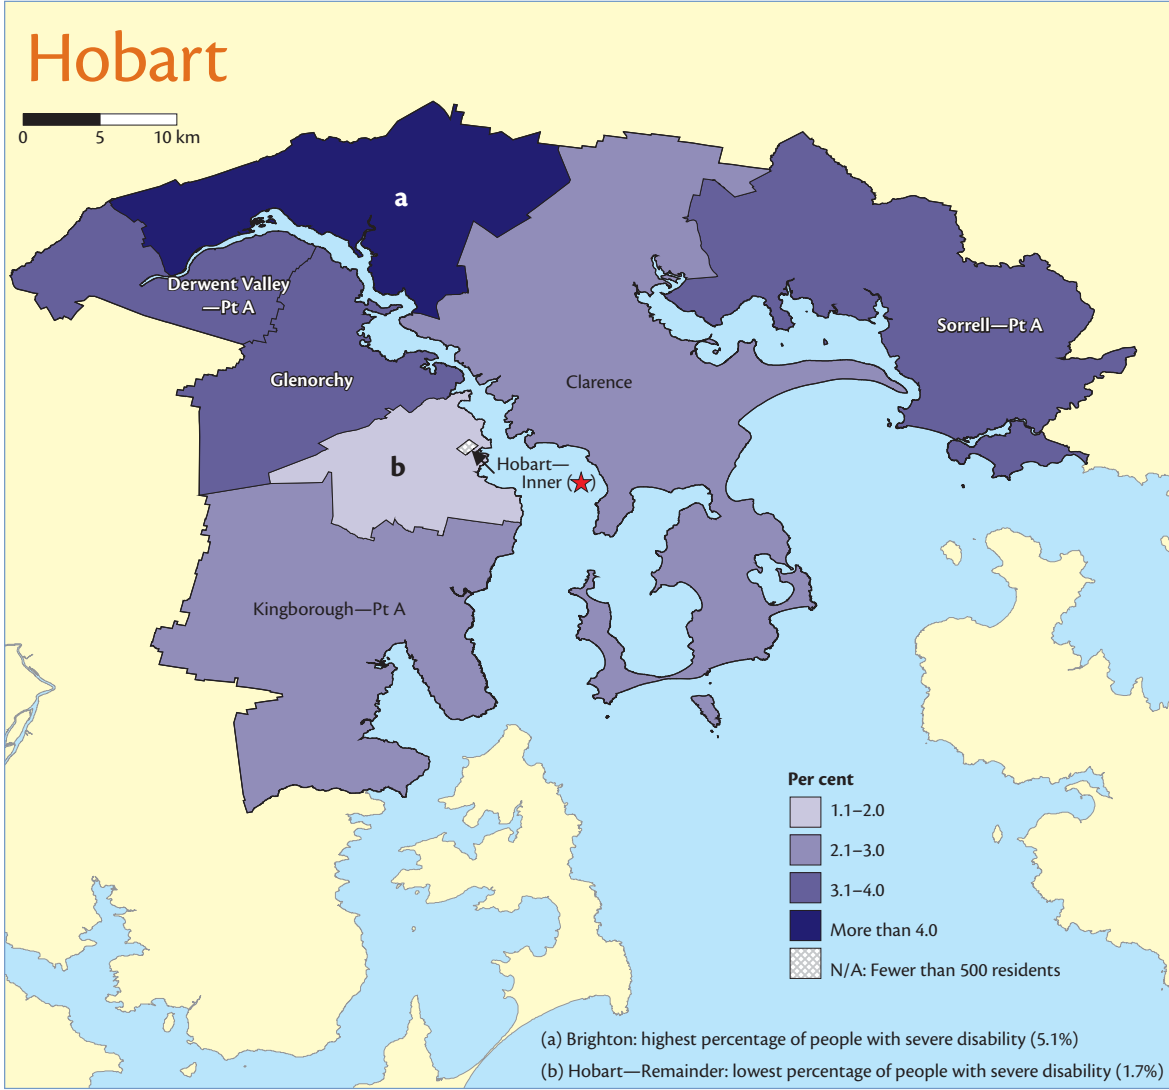 Hobart
0 5 10 km
a
Derwent Valley
—Pt A
Sorrell—Pt A
Glenorchy
Clarence
b
Hobart—
Inner (★)
Kingborough—Pt A
Per cent
1.1–2.0
2.1–3.0
3.1–4.0
More than 4.0
N/A: Fewer than 500 residents
(a) Brighton: highest percentage of people with severe disability (5.1%)
(b) Hobart—Remainder: lowest percentage of people with severe disability (1.7%)